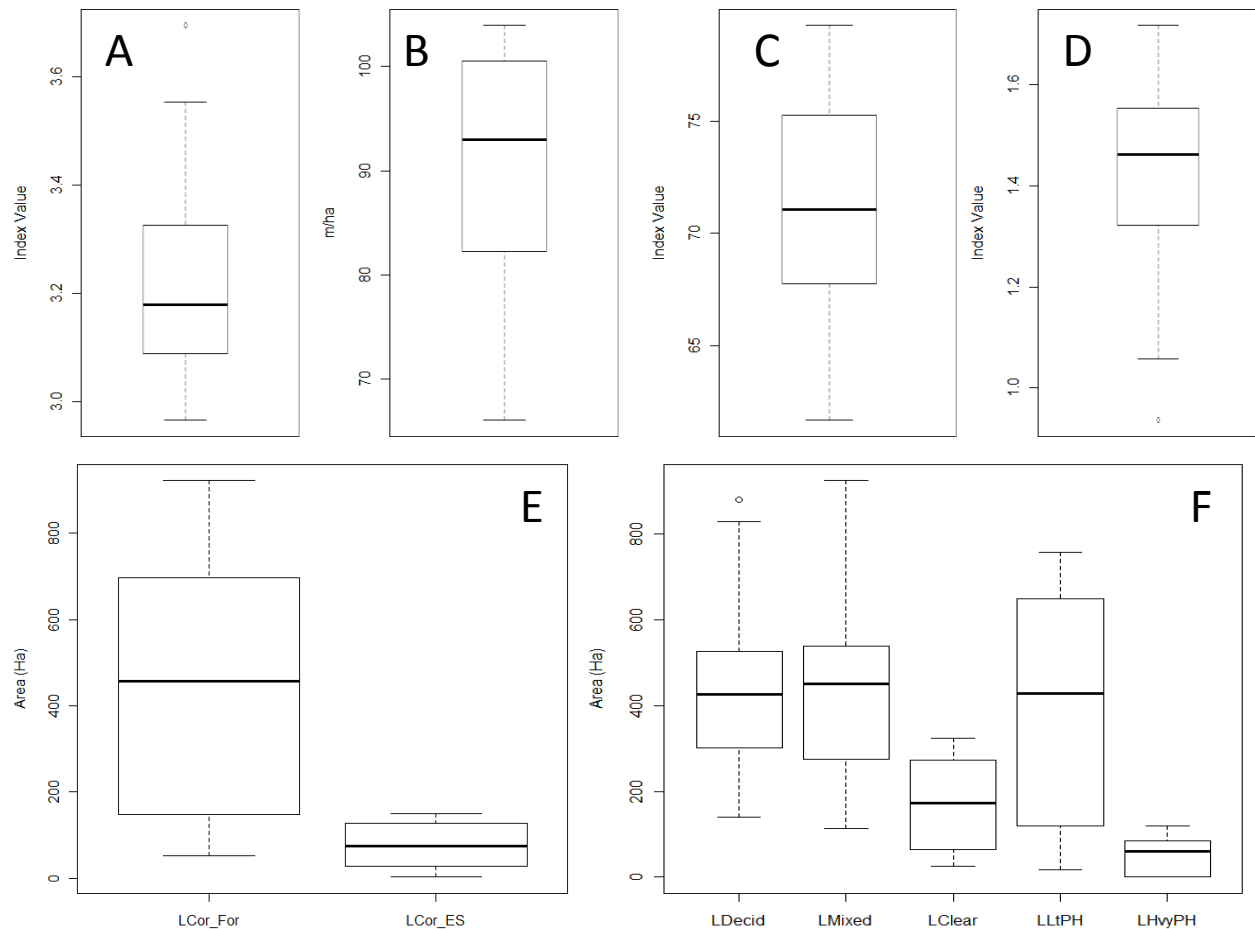 A
B
C
D
Index Value
3.0
3.2
3.4
3.6
m/ha
70
80
90
100
Index Value
65
70
75
Index Value
1.0
1.2
1.4
1.6
E
F
Area (Ha)
0
200
400
600
800
LCor_For
LCor_ES
Area (Ha)
0
200
400
600
800
LDecid
LMixed
LClear
LLtPH
LHvyPH